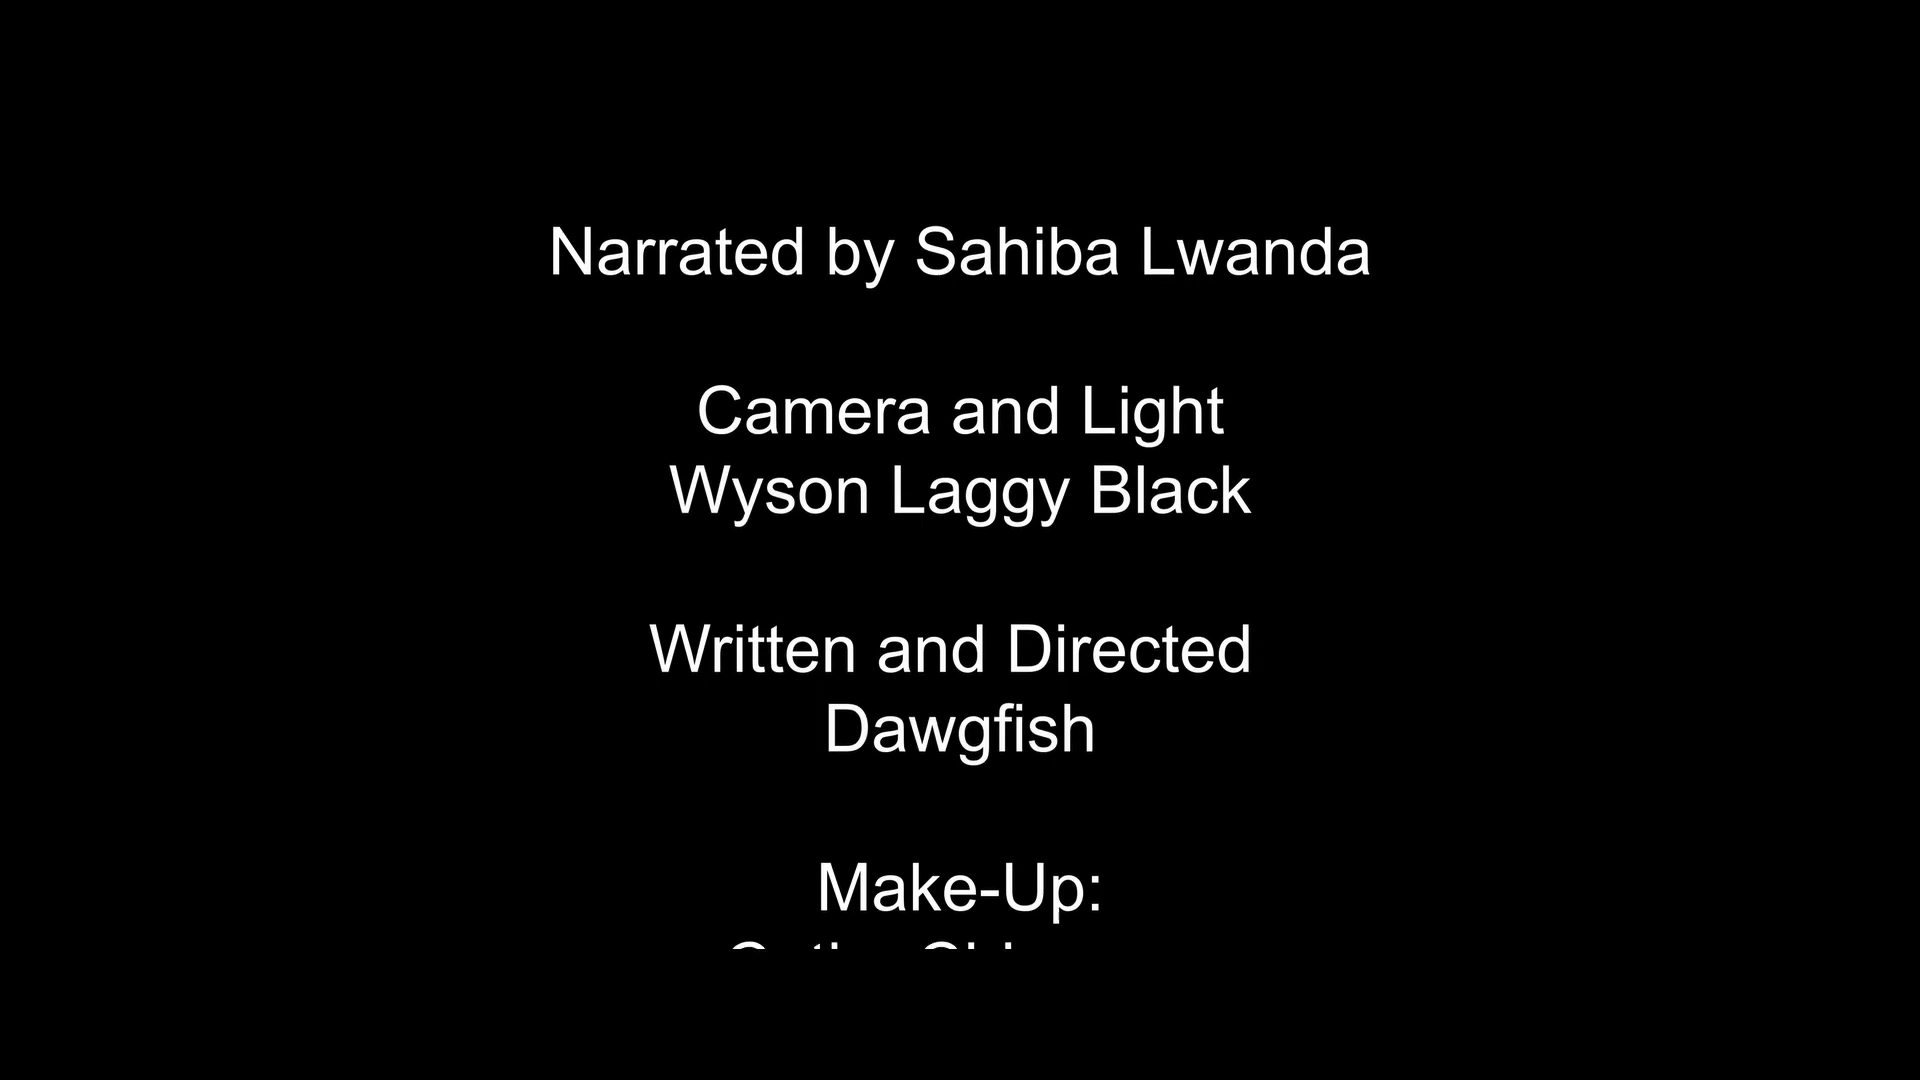 Narrated by Sahiba Lwanda
Camera and Light
Wyson Laggy Black
Written and Directed
Dawgfish
Make-Up: